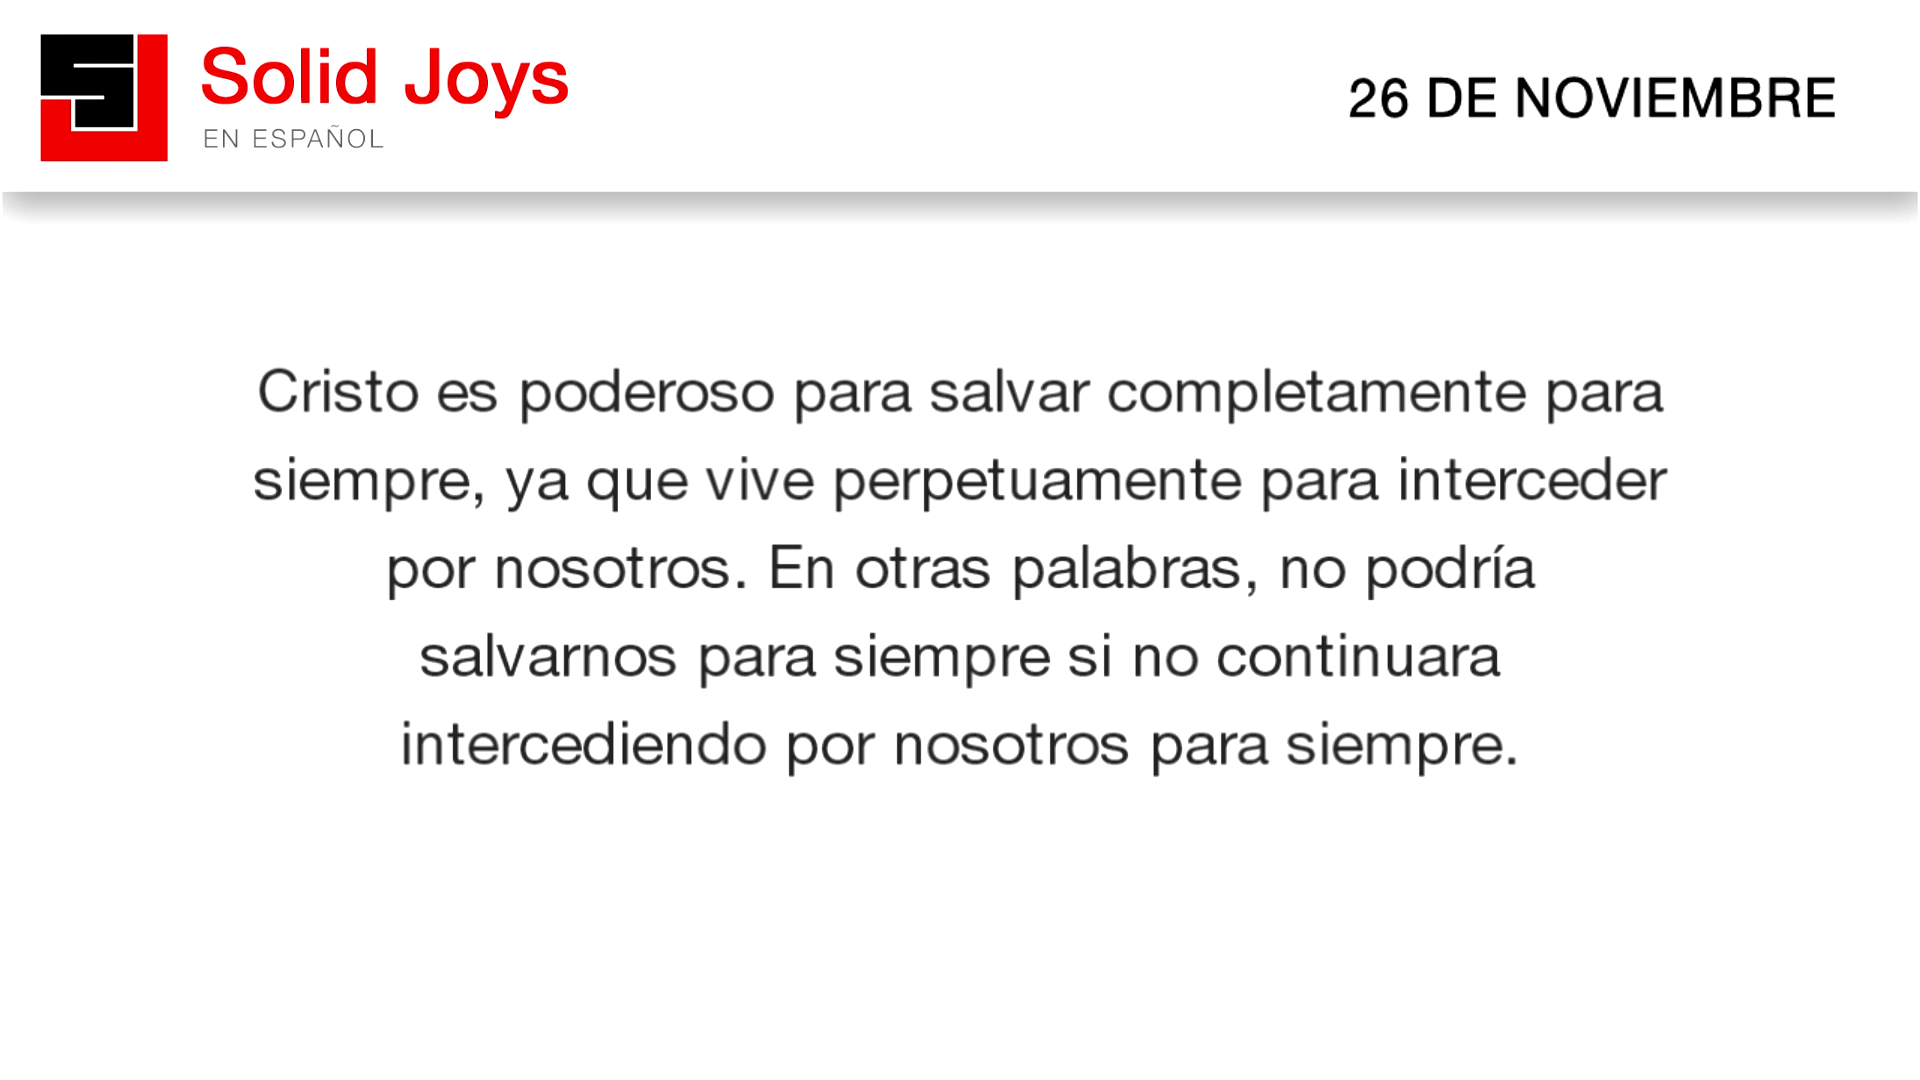 Solid Joys
EN ESPAÑOL
26 DE NOVIEMBRE
Cristo es poderoso para salvar completamente para
siempre, ya que vive perpetuamente para interceder
por nosotros. En otras palabras, no podría
salvarnos para siempre si no continuara
intercediendo por nosotros para siempre.